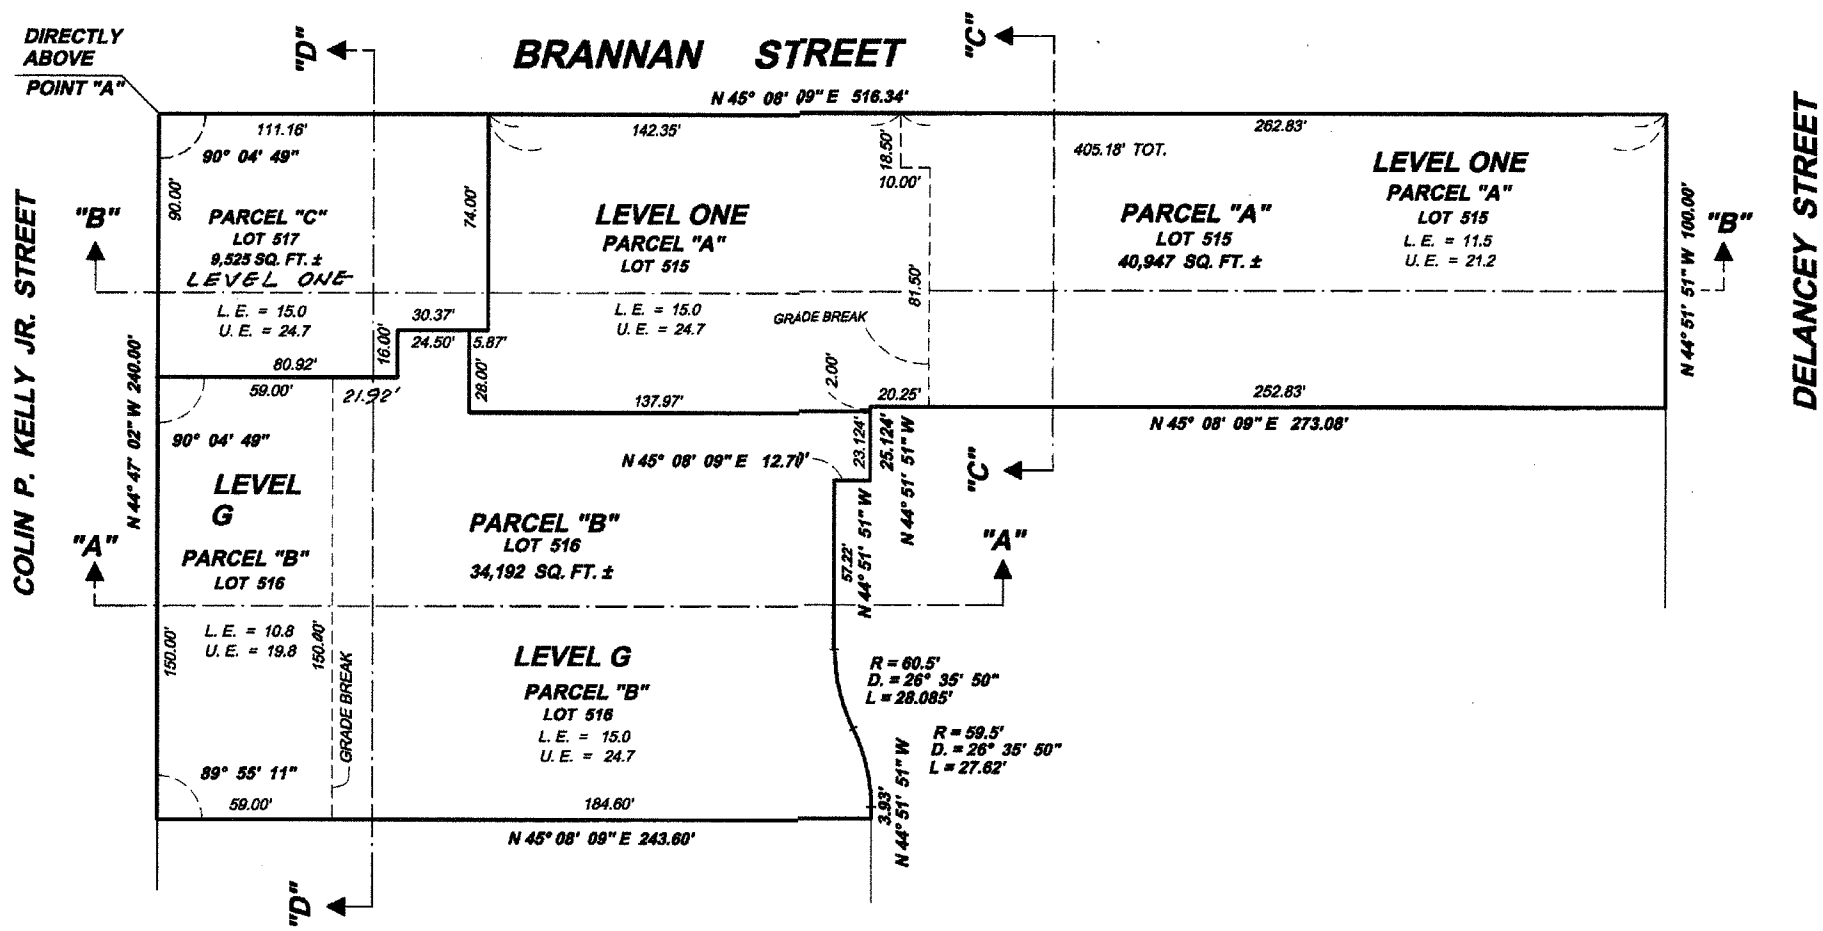 DIRECTLY
ABOVE
POINT "A"
"D"
BRANNAN STREET
"C"
N 45° 08' 09" E 516.34'
111.16'
142.35'
262.83'
90° 04' 49"
90.00'
18.50'
10.00'
405.18' TOT.
LEVEL ONE
PARCEL "A"
LOT 515
L. E. = 11.5
U. E. = 21.2
COLIN P. KELLY JR. STREET
DELANCEY STREET
"B"
PARCEL "C"
LOT 517
9,525 SQ. FT. ±
LEVEL ONE
L. E. = 15.0
U. E. = 24.7
74.00'
LEVEL ONE
PARCEL "A"
LOT 515
L. E. = 15.0
U. E. = 24.7
PARCEL "A"
LOT 515
40,947 SQ. FT. ±
N 44° 51' 51" W 100.00'
"B"
81.50'
GRADE BREAK
30.37'
16.00'
24.50'
5.87'
28.00'
80.92'
59.00'
21.92'
137.97'
2.00'
20.25'
252.83'
N 45° 08' 09" E 273.08'
N 44° 47' 02" W 240.00'
90° 04' 49"
N 45° 08' 09" E 12.70'
23.124'
25.124'
N 44° 51' 51" W
"C"
LEVEL
G
PARCEL "B"
LOT 516
L. E. = 10.8
U. E. = 19.8
"A"
PARCEL "B"
LOT 516
34,192 SQ. FT. ±
57.22'
N 44° 51' 51" W
"A"
150.00'
150.00'
GRADE BREAK
LEVEL G
PARCEL "B"
LOT 516
L. E. = 15.0
U. E. = 24.7
R = 60.5'
D. = 26° 35' 50"
L = 28.085'
R = 59.5'
D. = 26° 35' 50"
L = 27.62'
89° 55' 11"
59.00'
184.60'
3.93'
N 44° 51' 51" W
N 45° 08' 09" E 243.60'
"D"